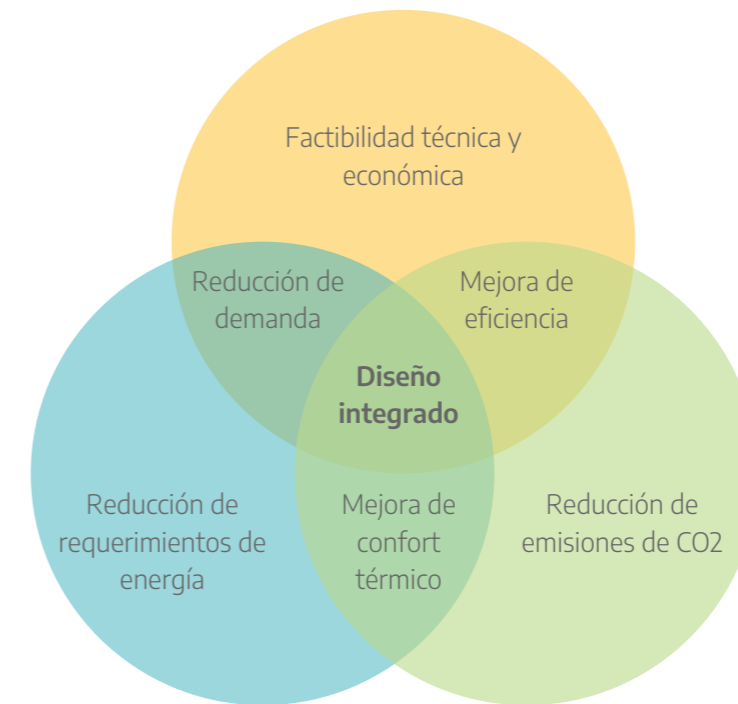 Factibilidad técnica y
económica
Reducción de
demanda
Mejora de
eficiencia
Diseño
integrado
Reducción de
requerimientos de
energía
Mejora de
confort
térmico
Reducción de
emisiones de CO2